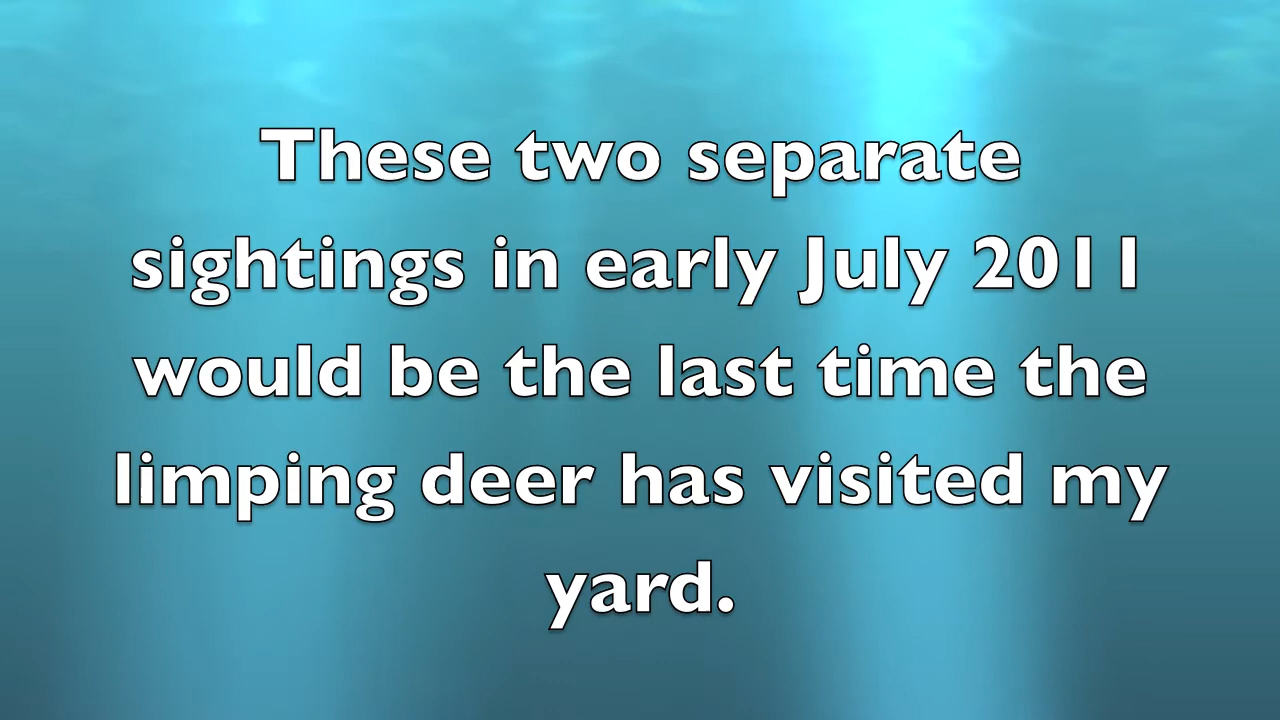 These two separate
sightings in early July 2011
would be the last time the
limping deer has visited my
yard.